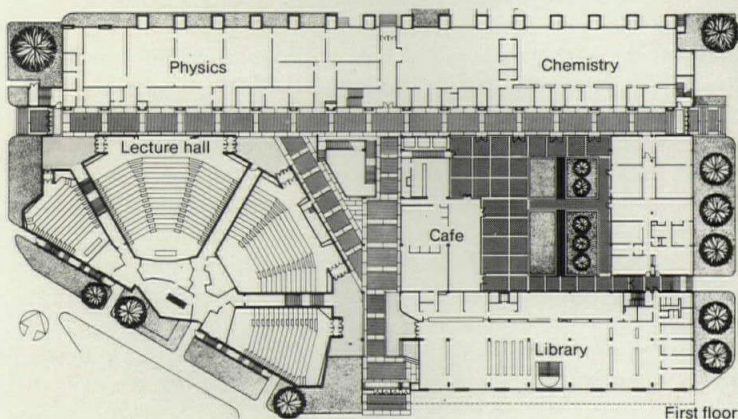 Physics
Chemistry
Lecture hall
Cafe
Library
First floor